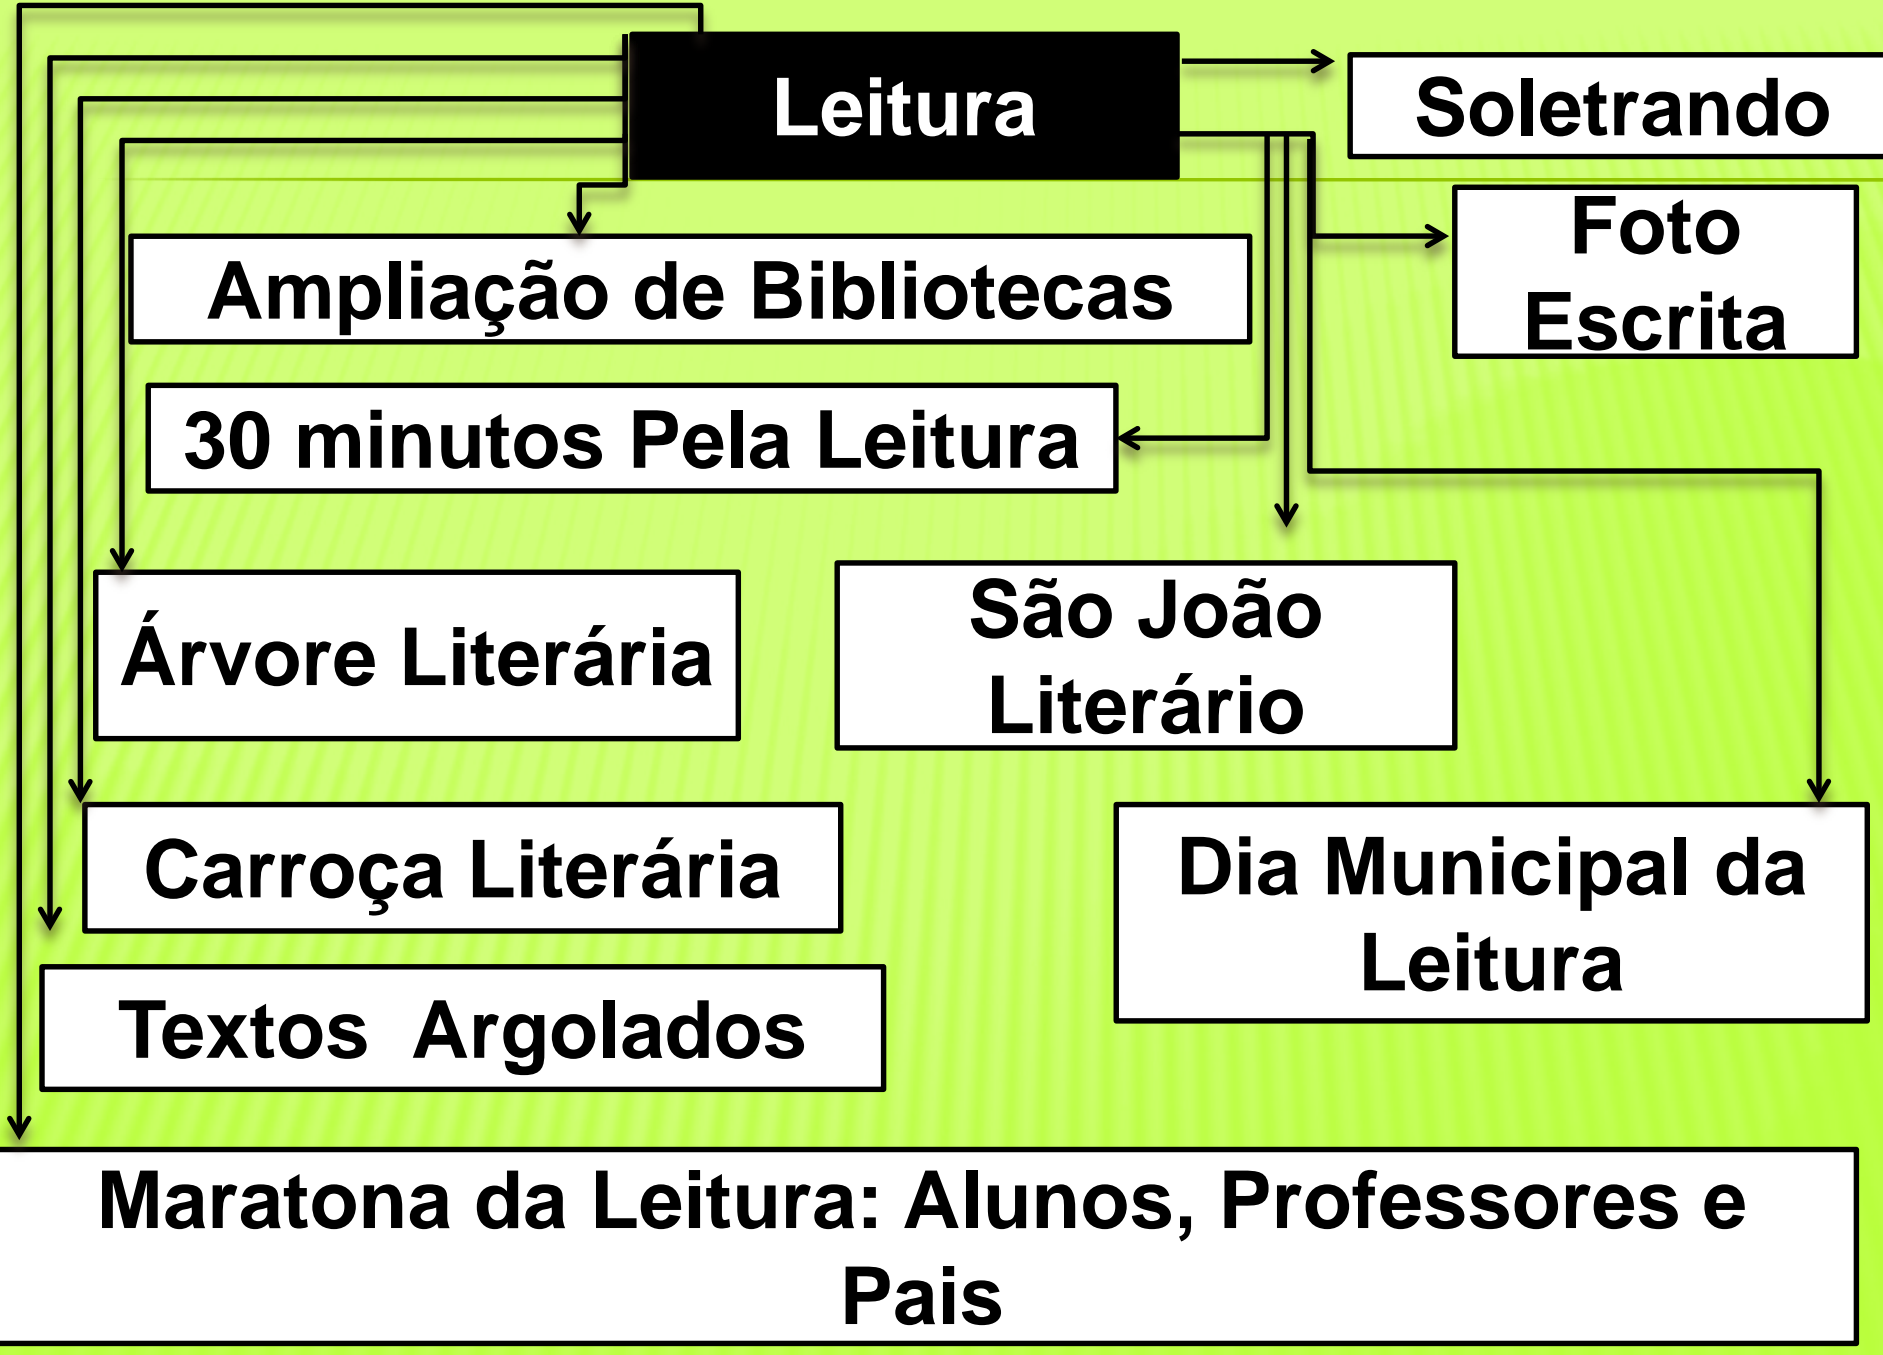 Leitura
Soletrando
Foto
Escrita
Ampliação de Bibliotecas
30 minutos Pela Leitura
Árvore Literária
São João
Literário
Carroça Literária
Dia Municipal da
Leitura
Textos  Argolados
Maratona da Leitura: Alunos, Professores e
Pais